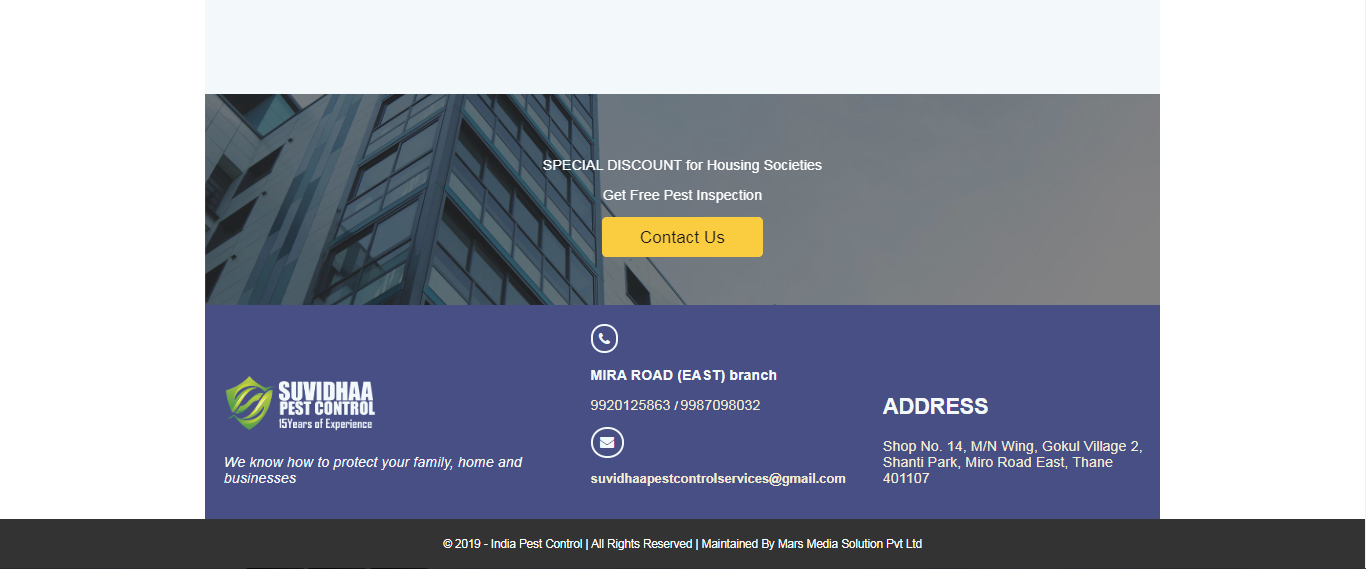 SPECIAL DISCOUNT for Housing Societies
Get Free Pest Inspection
Contact Us
SUVIDHAA
PEST CONTROL
15Years of Experience
We know how to protect your family, home and
businesses
MIRA ROAD (EAST) branch
9920125863 / 9987098032
suvidhaapestcontrolservices@gmail.com
ADDRESS
Shop No. 14, M/N Wing, Gokul Village 2,
Shanti Park, Miro Road East, Thane
401107
© 2019 - India Pest Control | All Rights Reserved | Maintained By Mars Media Solution Pvt Ltd